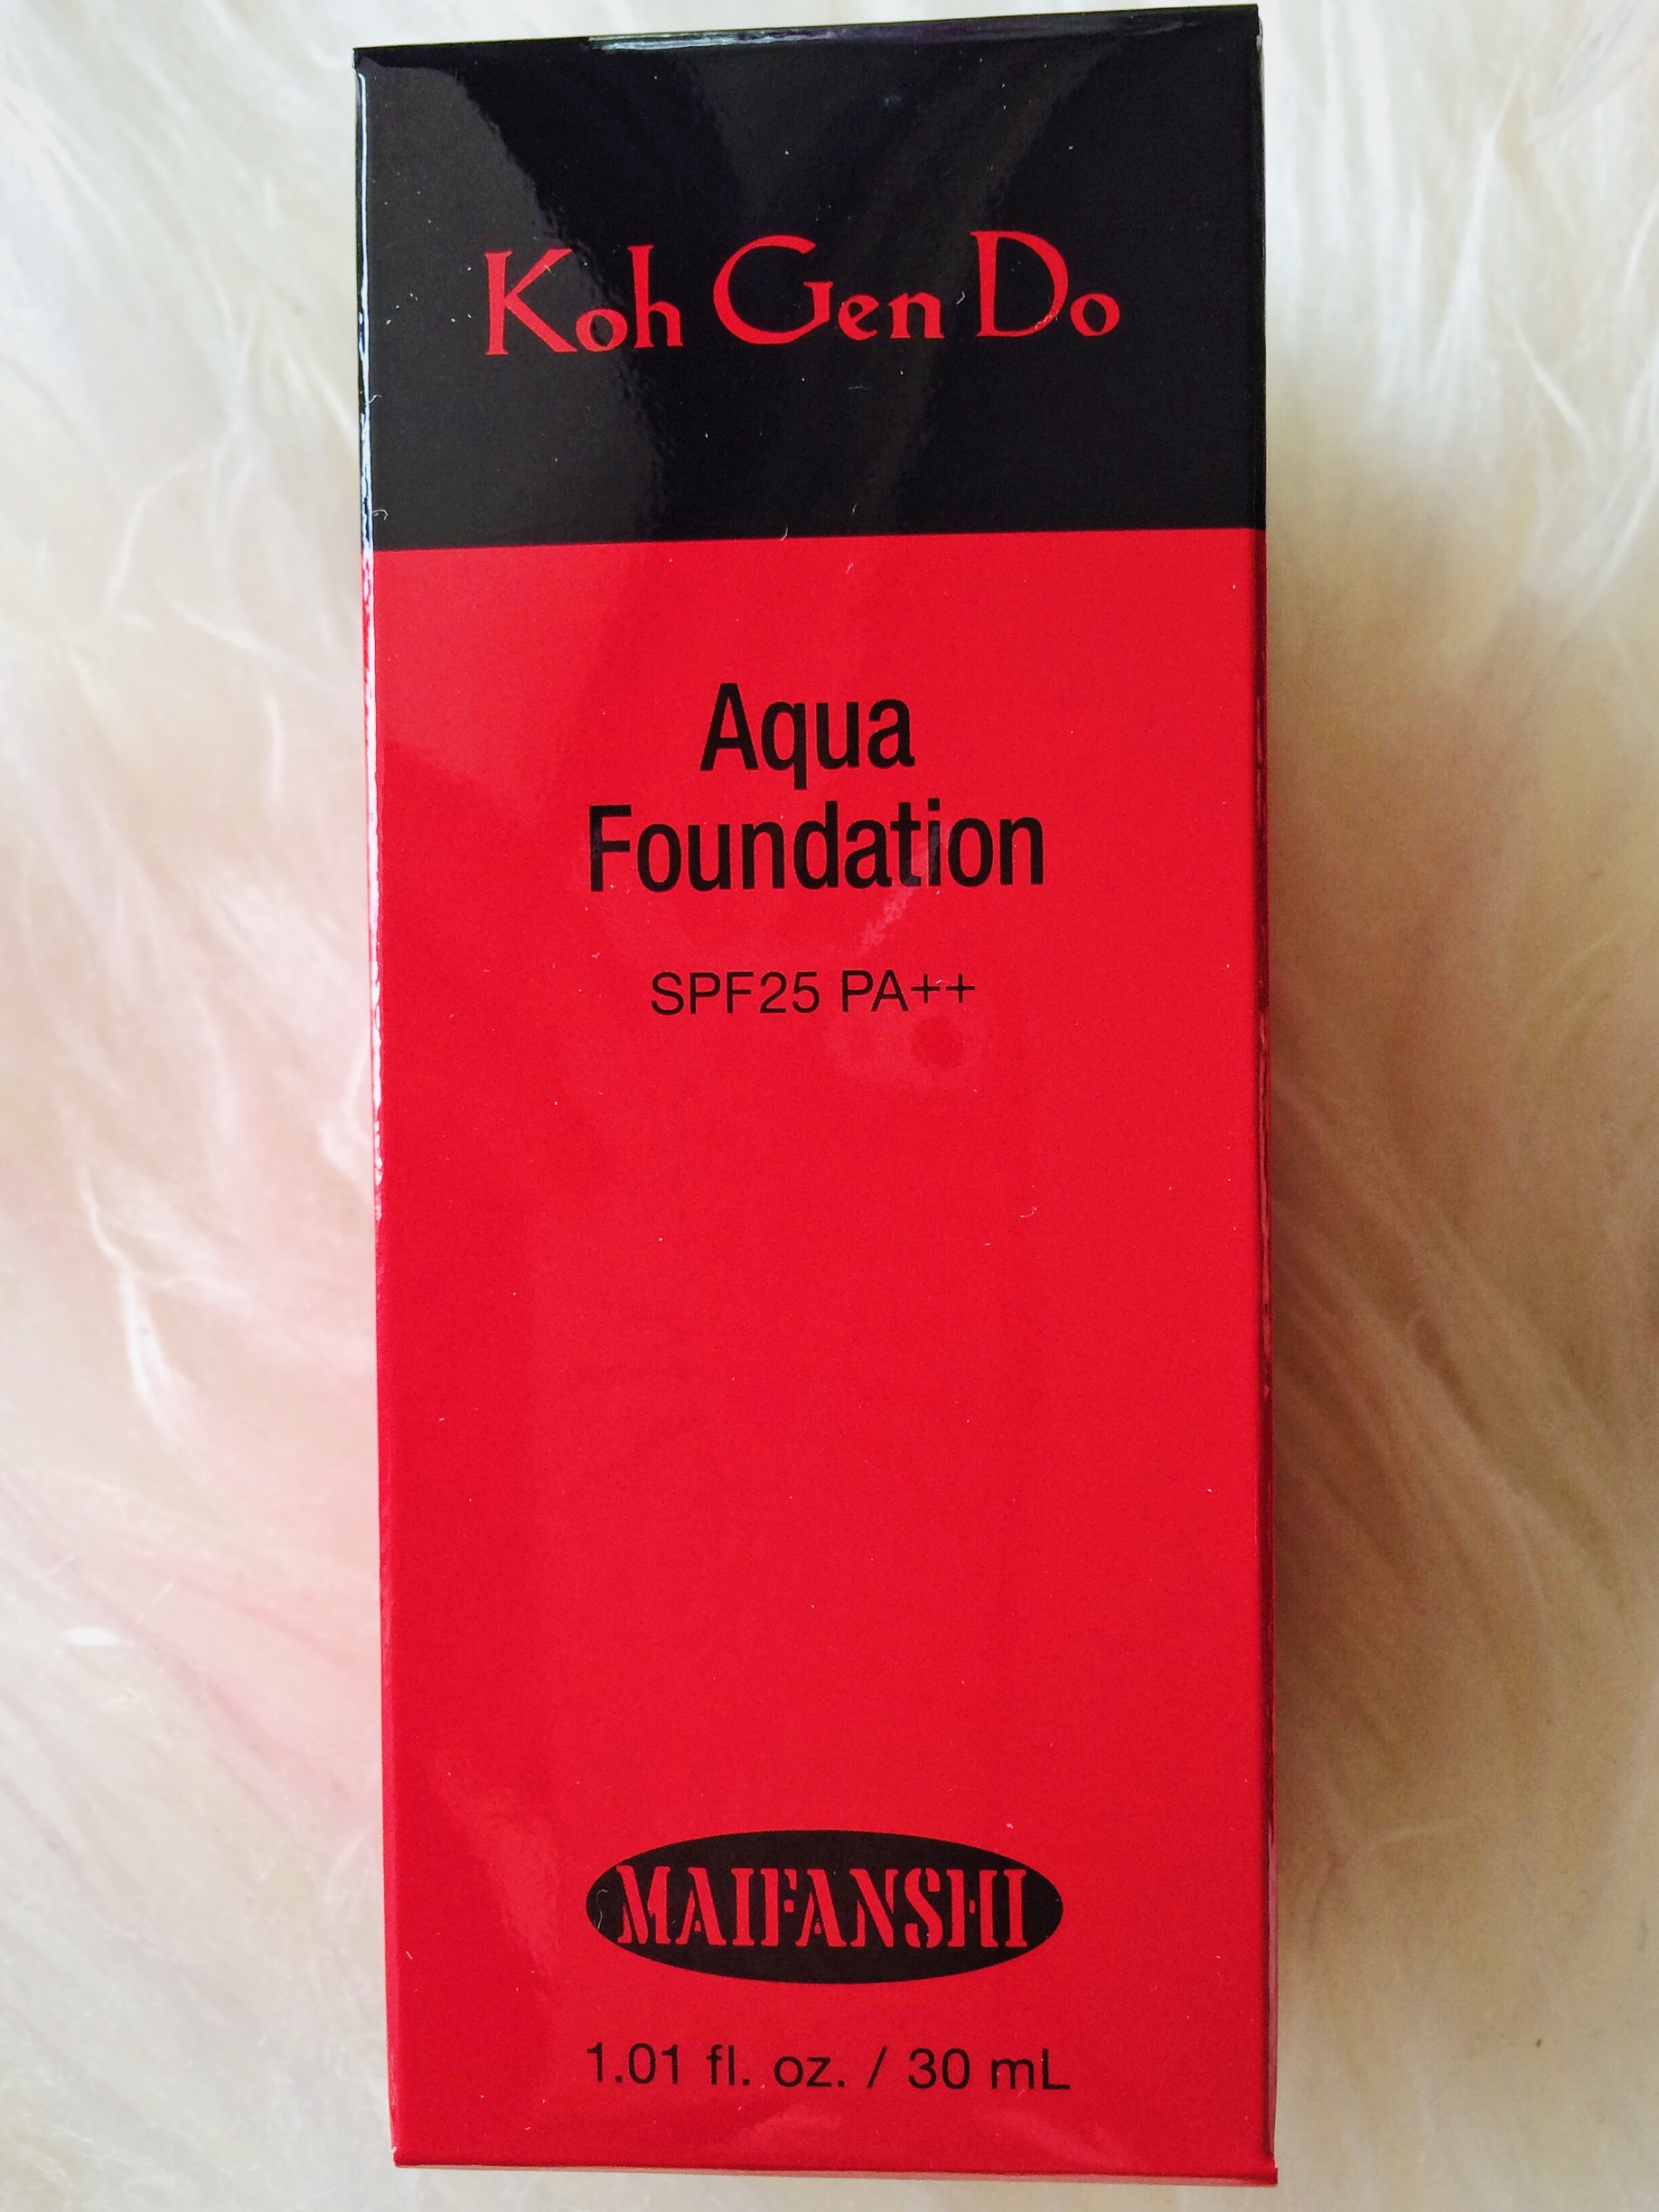 Koh Gen Do
Aqua
Foundation
SPF25 PA++
MAIFANSHI
1.01 fl. oz. / 30 mL